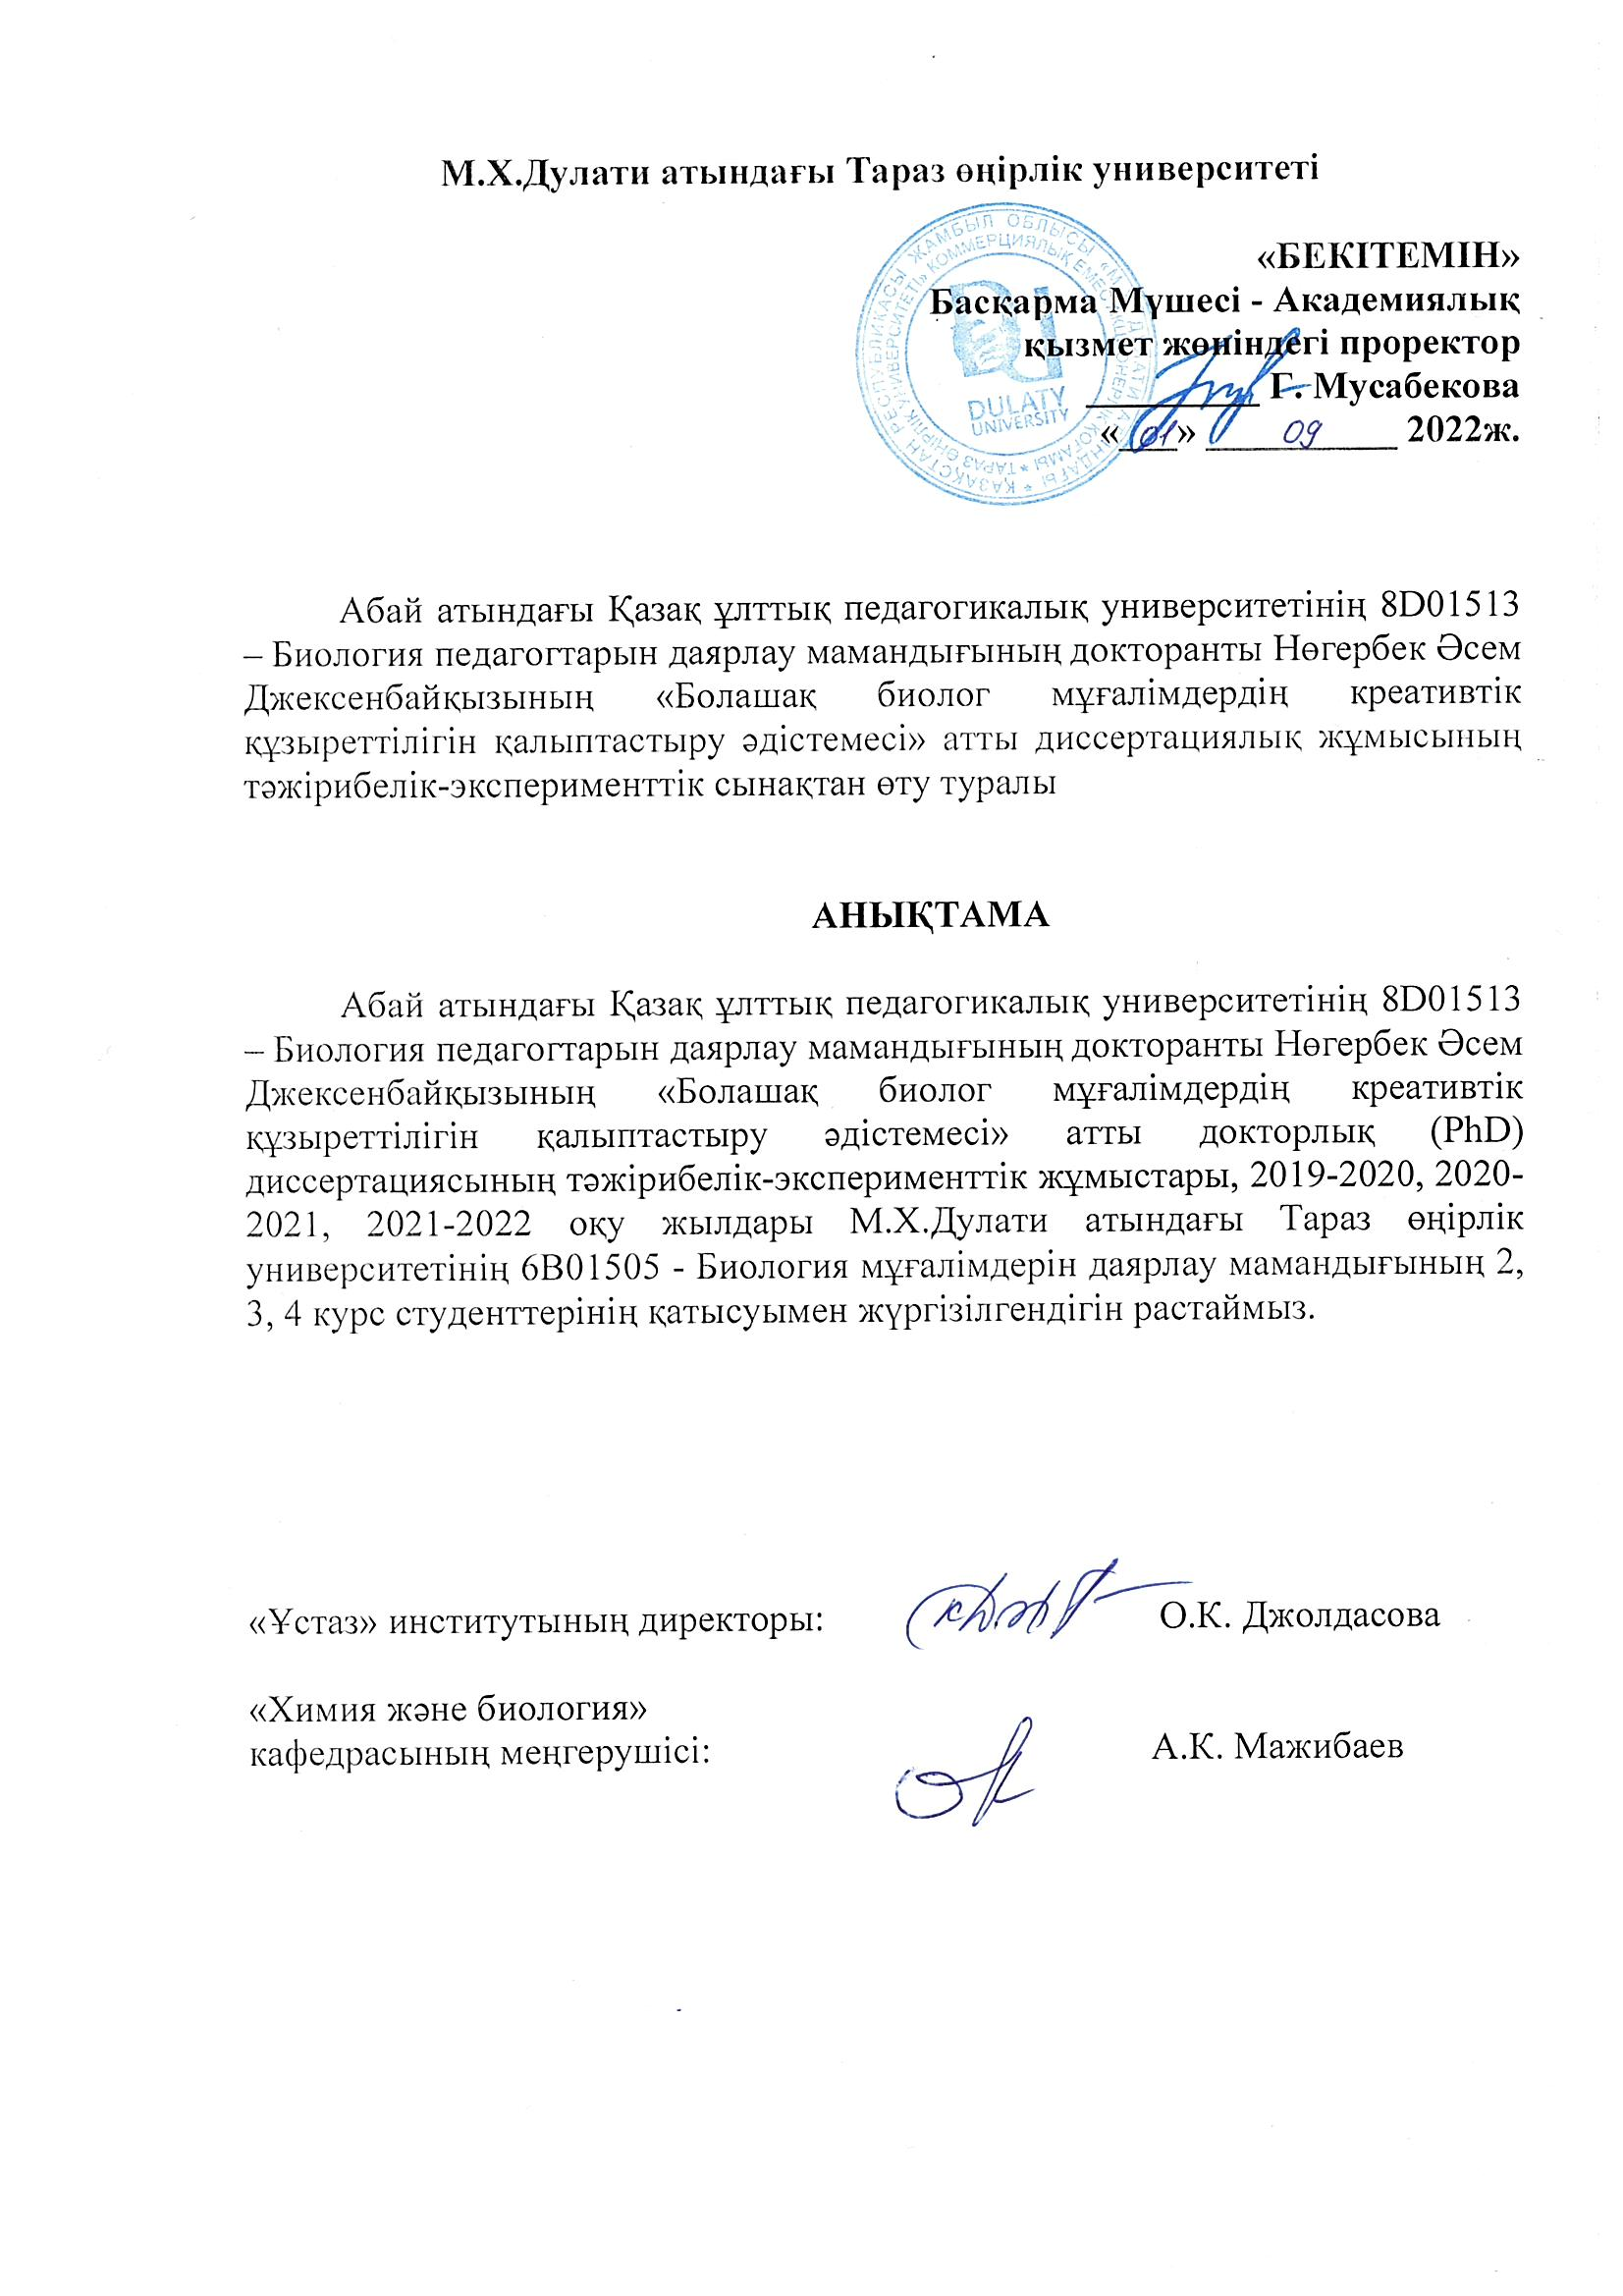 М.Х.Дулати атындағы Тараз өңірлік университеті
«БЕКІТЕМІН»
Басқарма Мүшесі - Академиялық
қызмет жөніндегі проректор
Г. Мусабекова
«01» 09 2022ж.
DULATY
UNIVERSITY
Абай атындағы Қазақ ұлттық педагогикалық университетінің 8D01513
– Биология педагогтарын даярлау мамандығының докторанты Нөгербек Әсем
Джексенбайқызының «Болашақ биолог мұғалімдердің креативтік
құзыреттілігін қалыптастыру әдістемесі» атты диссертациялық жұмысының
тәжірибелік-эксперименттік сынақтан өту туралы
АНЫҚТАМА
Абай атындағы Қазақ ұлттық педагогикалық университетінің 8D01513
– Биология педагогтарын даярлау мамандығының докторанты Нөгербек Әсем
Джексенбайқызының «Болашақ биолог мұғалімдердің креативтік
құзыреттілігін қалыптастыру әдістемесі» атты докторлық (PhD)
диссертациясының тәжірибелік-эксперименттік жұмыстары, 2019-2020, 2020-
2021, 2021-2022 оқу жылдары М.Х.Дулати атындағы Тараз өңірлік
университетінің 6B01505 - Биология мұғалімдерін даярлау мамандығының 2,
3, 4 курс студенттерінің қатысуымен жүргізілгендігін растаймыз.
«Ұстаз» институтының директоры: О.К. Джолдасова
«Химия және биология»
кафедрасының меңгерушісі: А.К. Мажибаев